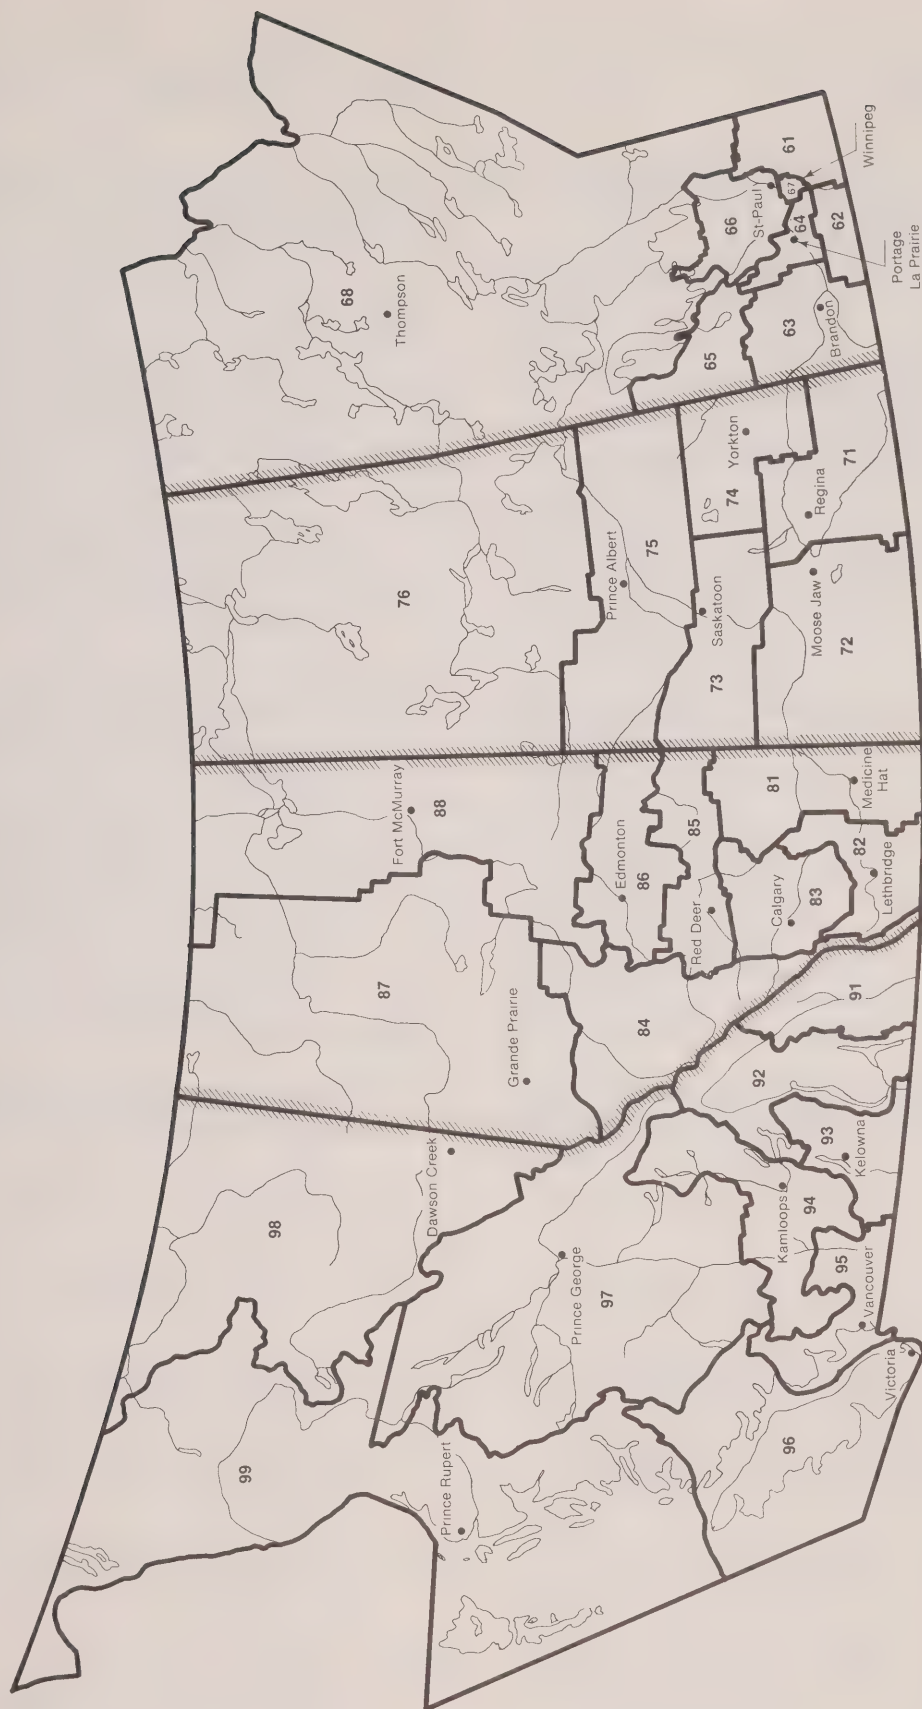 99
98
Prince Rupert
Dawson Creek
Prince George
97
96
Victoria
Vancouver
95
94
Kamloops
93
Kelowna
92
91
87
Grande Prairie
84
88
Fort McMurray
Edmonton
86
85
Red Deer
Calgary
83
81
82
Lethbridge
Medicine
Hat
76
Prince Albert
75
Saskatoon
73
74
Yorkton
Moose Jaw
72
Regina
71
68
Thompson
65
66
St-Paul
63
Brandon
64
67
61
62
Winnipeg
Portage
La Prairie